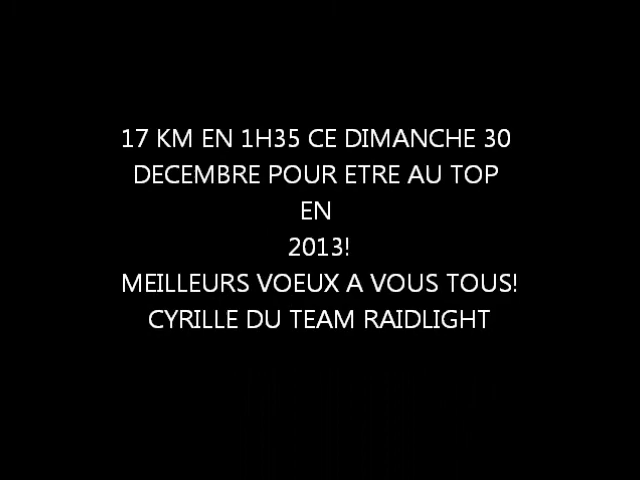 17 KM EN 1H35 CE DIMANCHE 30
DECEMBRE POUR ETRE AU TOP
EN
2013!
MEILLEURS VOEUX A VOUS TOUS!
CYRILLE DU TEAM RAIDLIGHT